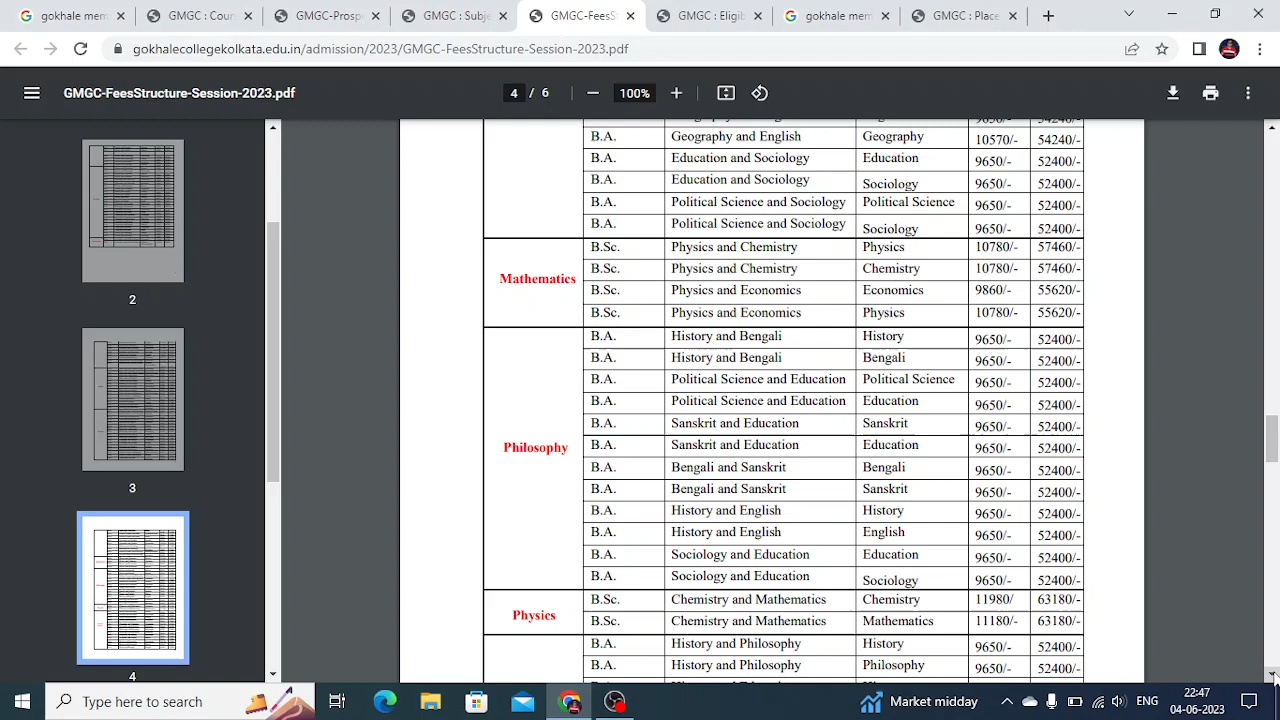 gokhale mem
GMGC : Coun
GMGC-Prosp
GMGC : Subje
GMGC-FeesS
GMGC : Eligib
gokhale mem
GMGC : Place
gokhalecollegekolkata.edu.in/admission/2023/GMGC-FeesStructure-Session-2023.pdf
GMGC-FeesStructure-Session-2023.pdf
4 / 6
100%
2
3
4
B.A. Geography and English Geography 10570/- 54240/-
B.A. Education and Sociology Education 9650/- 52400/-
B.A. Education and Sociology Sociology 9650/- 52400/-
B.A. Political Science and Sociology Political Science 9650/- 52400/-
B.A. Political Science and Sociology Sociology 9650/- 52400/-
Mathematics
B.Sc. Physics and Chemistry Physics 10780/- 57460/-
B.Sc. Physics and Chemistry Chemistry 10780/- 57460/-
B.Sc. Physics and Economics Economics 9860/- 55620/-
B.Sc. Physics and Economics Physics 10780/- 55620/-
Philosophy
B.A. History and Bengali History 9650/- 52400/-
B.A. History and Bengali Bengali 9650/- 52400/-
B.A. Political Science and Education Political Science 9650/- 52400/-
B.A. Political Science and Education Education 9650/- 52400/-
B.A. Sanskrit and Education Sanskrit 9650/- 52400/-
B.A. Sanskrit and Education Education 9650/- 52400/-
B.A. Bengali and Sanskrit Bengali 9650/- 52400/-
B.A. Bengali and Sanskrit Sanskrit 9650/- 52400/-
B.A. History and English History 9650/- 52400/-
B.A. History and English English 9650/- 52400/-
B.A. Sociology and Education Education 9650/- 52400/-
B.A. Sociology and Education Sociology 9650/- 52400/-
Physics
B.Sc. Chemistry and Mathematics Chemistry 11980/ 63180/-
B.Sc. Chemistry and Mathematics Mathematics 11180/- 63180/-
B.A. History and Philosophy History 9650/- 52400/-
B.A. History and Philosophy Philosophy 9650/- 52400/-
Type here to search
Market midday
ENG
22:47
04-06-2023